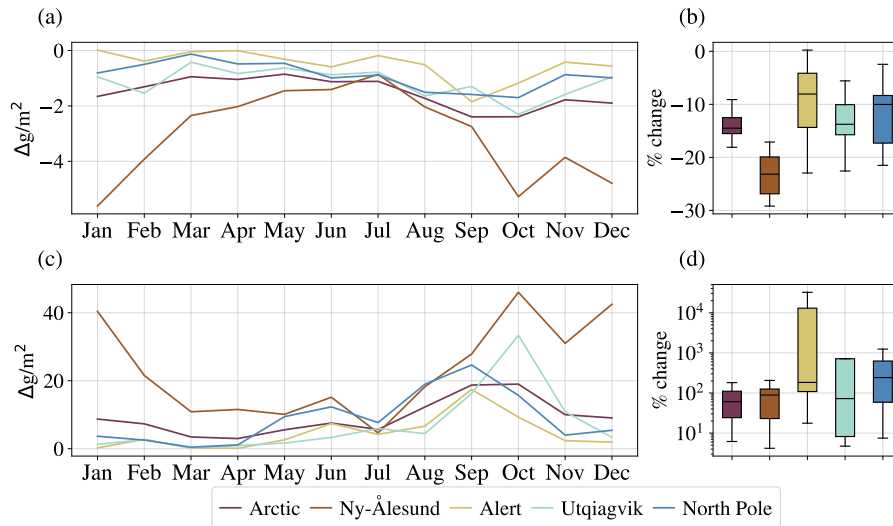 (a)
(b)
0
−2
−4
Δg/m²
Jan Feb Mar Apr May Jun Jul Aug Sep Oct Nov Dec
0
−10
−20
−30
% change
(c)
(d)
40
20
0
Δg/m²
Jan Feb Mar Apr May Jun Jul Aug Sep Oct Nov Dec
10⁴
10³
10²
10¹
% change
Arctic Ny-Ålesund Alert Utqiagvik North Pole